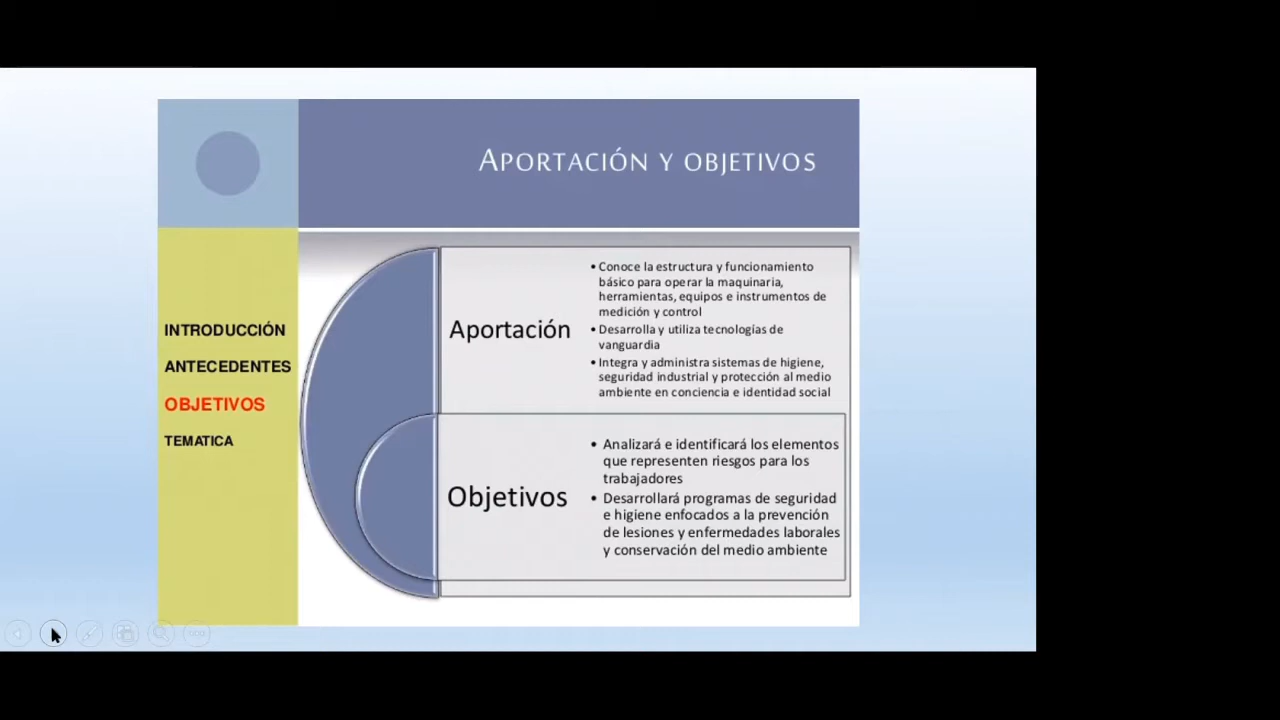 APORTACIÓN Y OBJETIVOS
INTRODUCCIÓN
ANTECEDENTES
OBJETIVOS
TEMATICA
Aportación
• Conoce la estructura y funcionamiento
básico para operar la maquinaria,
herramientas, equipos e instrumentos de
medición y control
• Desarrolla y utiliza tecnologías de
vanguardia
• Integra y administra sistemas de higiene,
seguridad industrial y protección al medio
ambiente en conciencia e identidad social
Objetivos
• Analizará e identificará los elementos
que representen riesgos para los
trabajadores
• Desarrollará programas de seguridad
e higiene enfocados a la prevención
de lesiones y enfermedades laborales
y conservación del medio ambiente